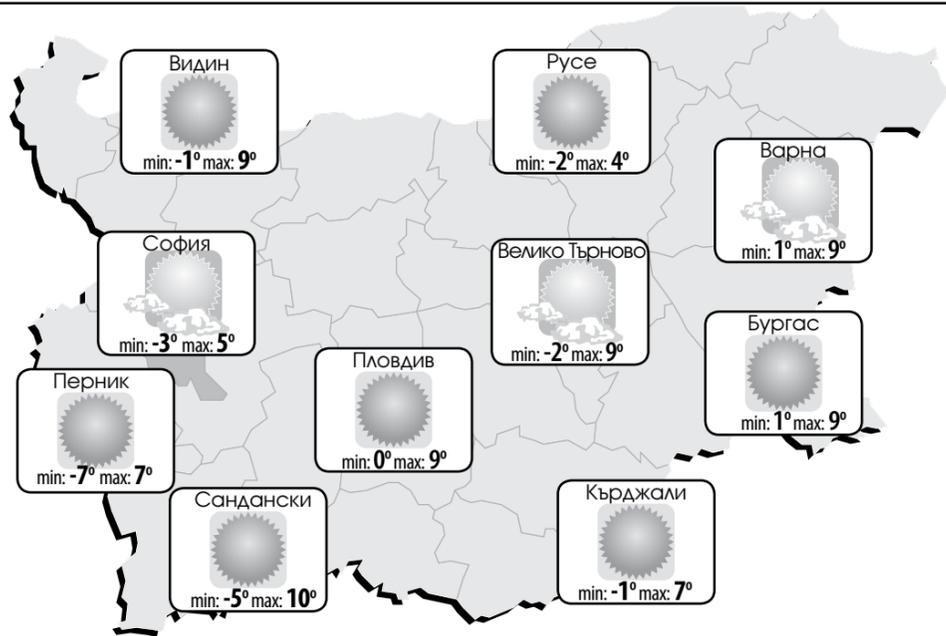 Видин
min: -1° max: 9°
Русе
min: -2° max: 4°
Варна
min: 1° max: 9°
София
min: -3° max: 5°
Велико Търново
min: -2° max: 9°
Бургас
min: 1° max: 9°
Пловдив
min: 0° max: 9°
Перник
min: -7° max: 7°
Сандански
min: -5° max: 10°
Кърджали
min: -1° max: 7°